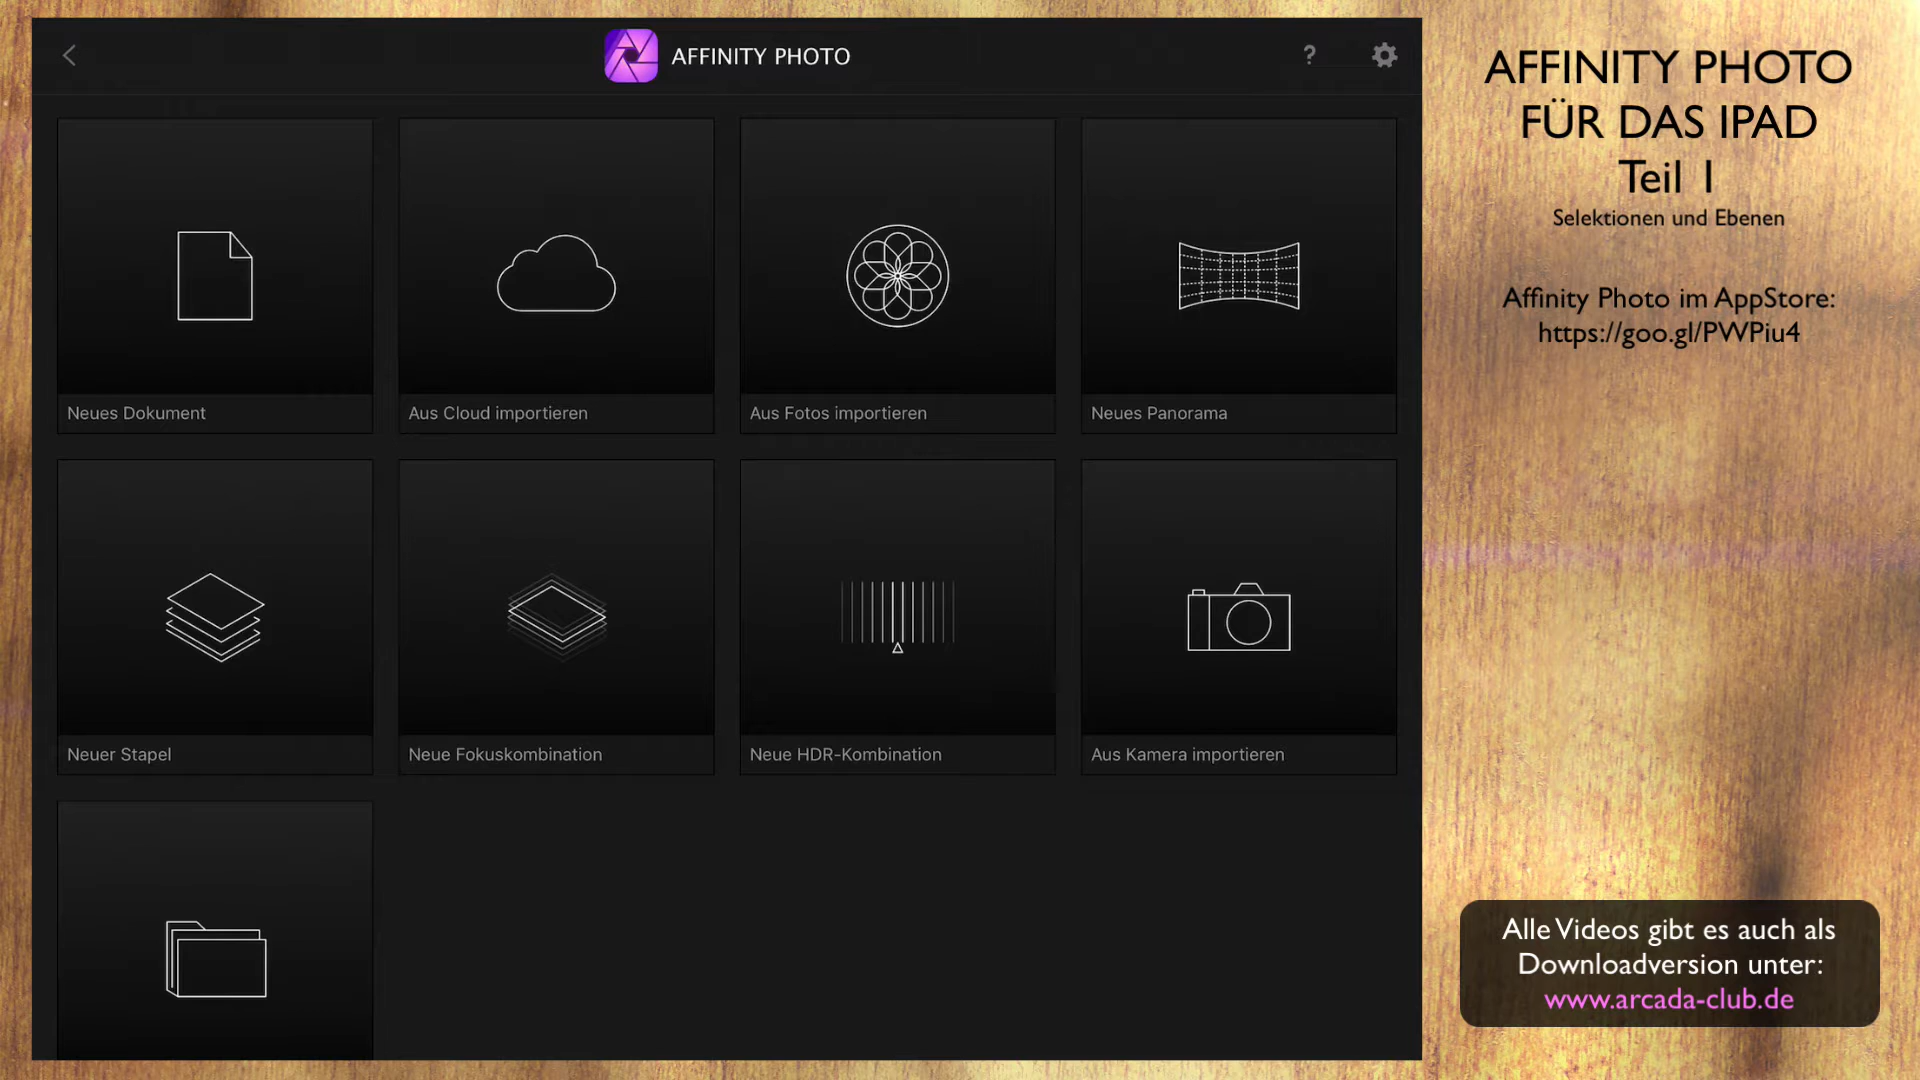 AFFINITY PHOTO
?
Neues Dokument
Aus Cloud importieren
Aus Fotos importieren
Neues Panorama
Neuer Stapel
Neue Fokuskombination
Neue HDR-Kombination
Aus Kamera importieren
AFFINITY PHOTO
FÜR DAS IPAD
Teil 1
Selektionen und Ebenen
Affinity Photo im AppStore:
https://goo.gl/PWPiu4
Alle Videos gibt es auch als
Downloadversion unter:
www.arcada-club.de